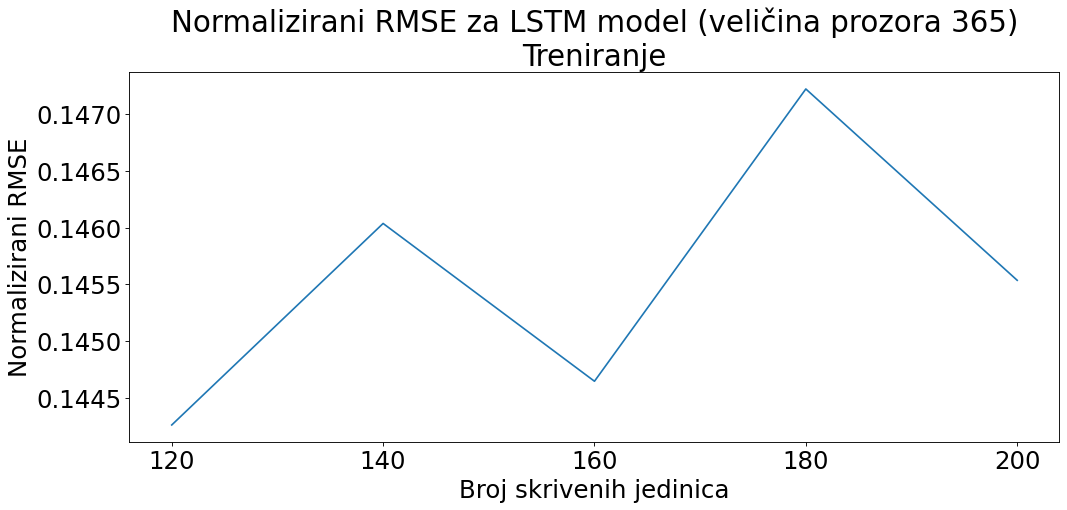 Normalizirani RMSE za LSTM model (veličina prozora 365)
Treniranje
Normalizirani RMSE
0.1470
0.1465
0.1460
0.1455
0.1450
0.1445
120 140 160 180 200
Broj skrivenih jedinica